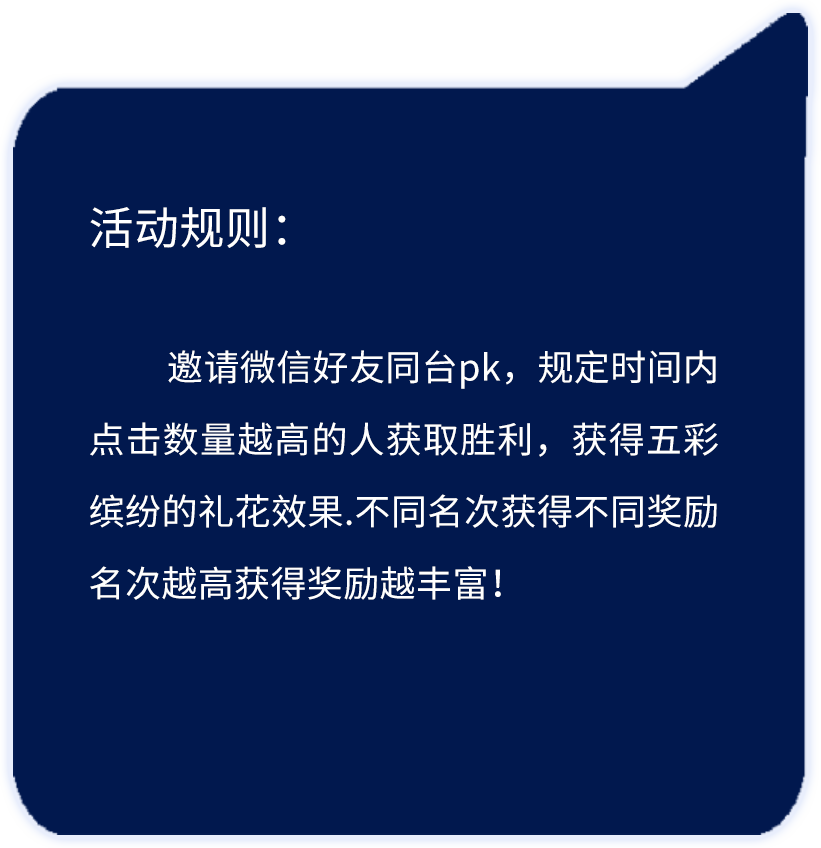 活动规则：
邀请微信好友同台pk，规定时间内
点击数量越高的人获取胜利，获得五彩
缤纷的礼花效果.不同名次获得不同奖励
名次越高获得奖励越丰富！